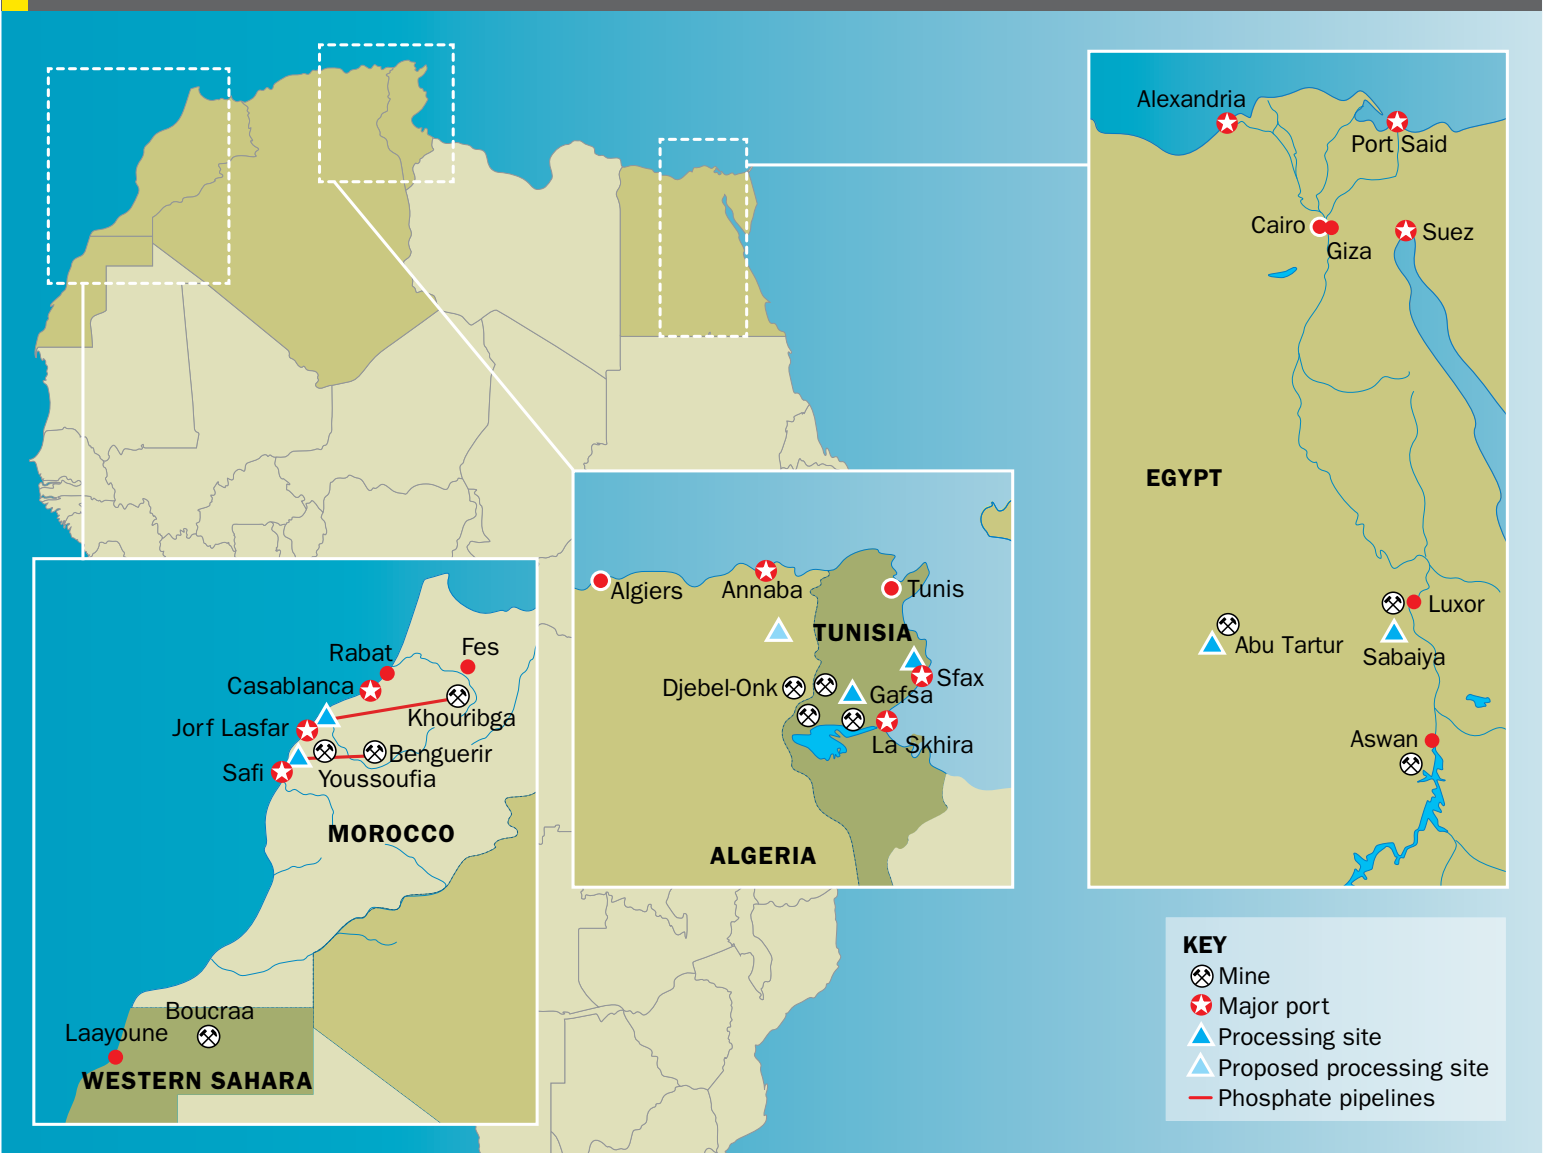 Alexandria
Port Said
Cairo
Giza
Suez
EGYPT
Luxor
Abu Tartur
Sabaiya
Aswan
Algiers
Annaba
Tunis
TUNISIA
Djebel-Onk
Gafsa
Sfax
La Skhira
ALGERIA
Rabat
Fes
Casablanca
Khouribga
Jorf Lasfar
Benguerir
Safi
Youssoufia
MOROCCO
Boucraa
Laayoune
WESTERN SAHARA
KEY
Mine
Major port
Processing site
Proposed processing site
Phosphate pipelines